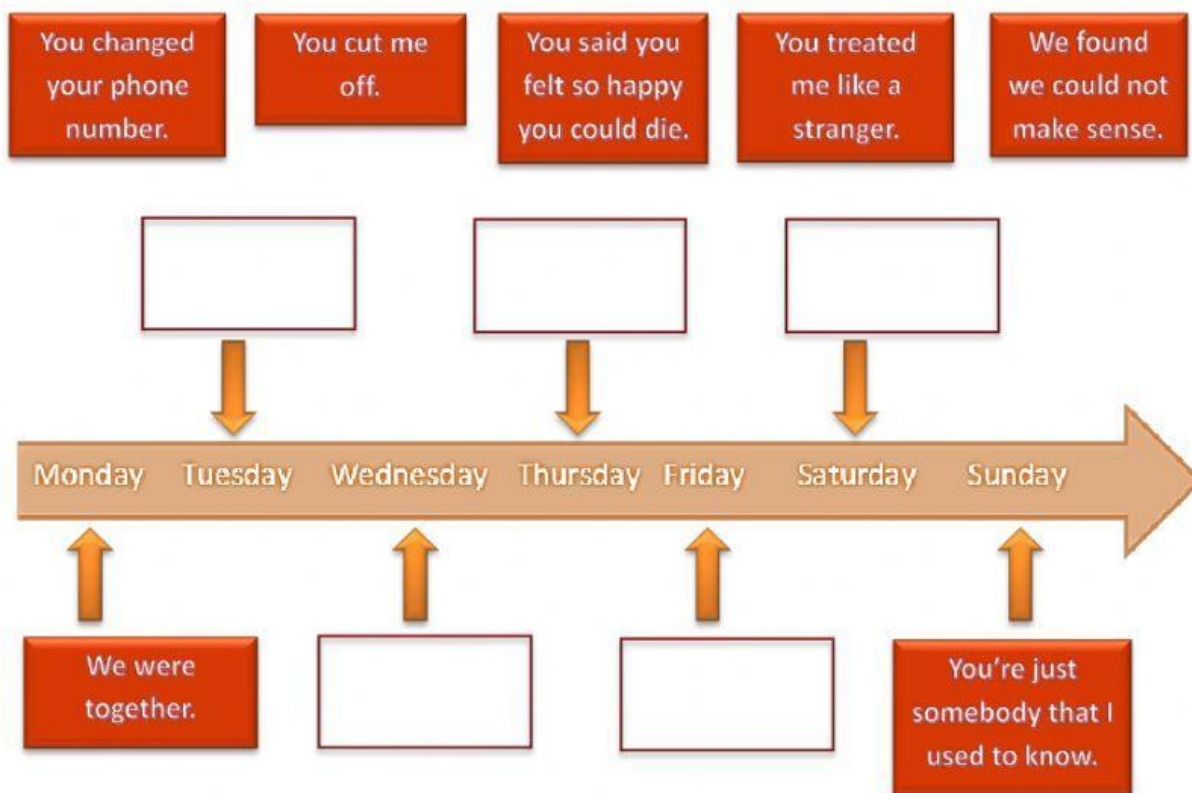 You changed
your phone
number.
You cut me
off.
You said you
felt so happy
you could die.
You treated
me like a
stranger.
We found
we could not
make sense.
Monday Tuesday Wednesday Thursday Friday Saturday Sunday
We were
together.
You're just
somebody that I
used to know.